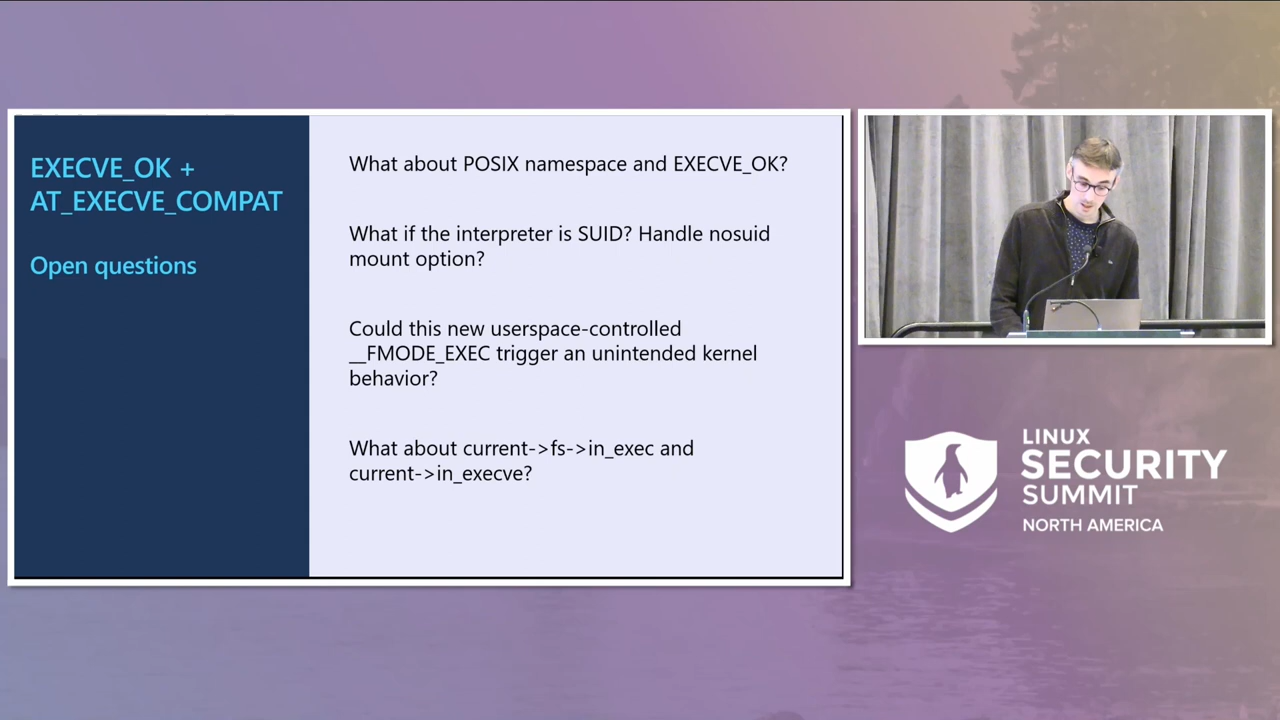 EXECVE_OK +
AT_EXECVE_COMPAT
Open questions
What about POSIX namespace and EXECVE_OK?
What if the interpreter is SUID? Handle nosuid
mount option?
Could this new userspace-controlled
__FMODE_EXEC trigger an unintended kernel
behavior?
What about current->fs->in_exec and
current->in_execve?
LINUX
SECURITY
SUMMIT
NORTH AMERICA